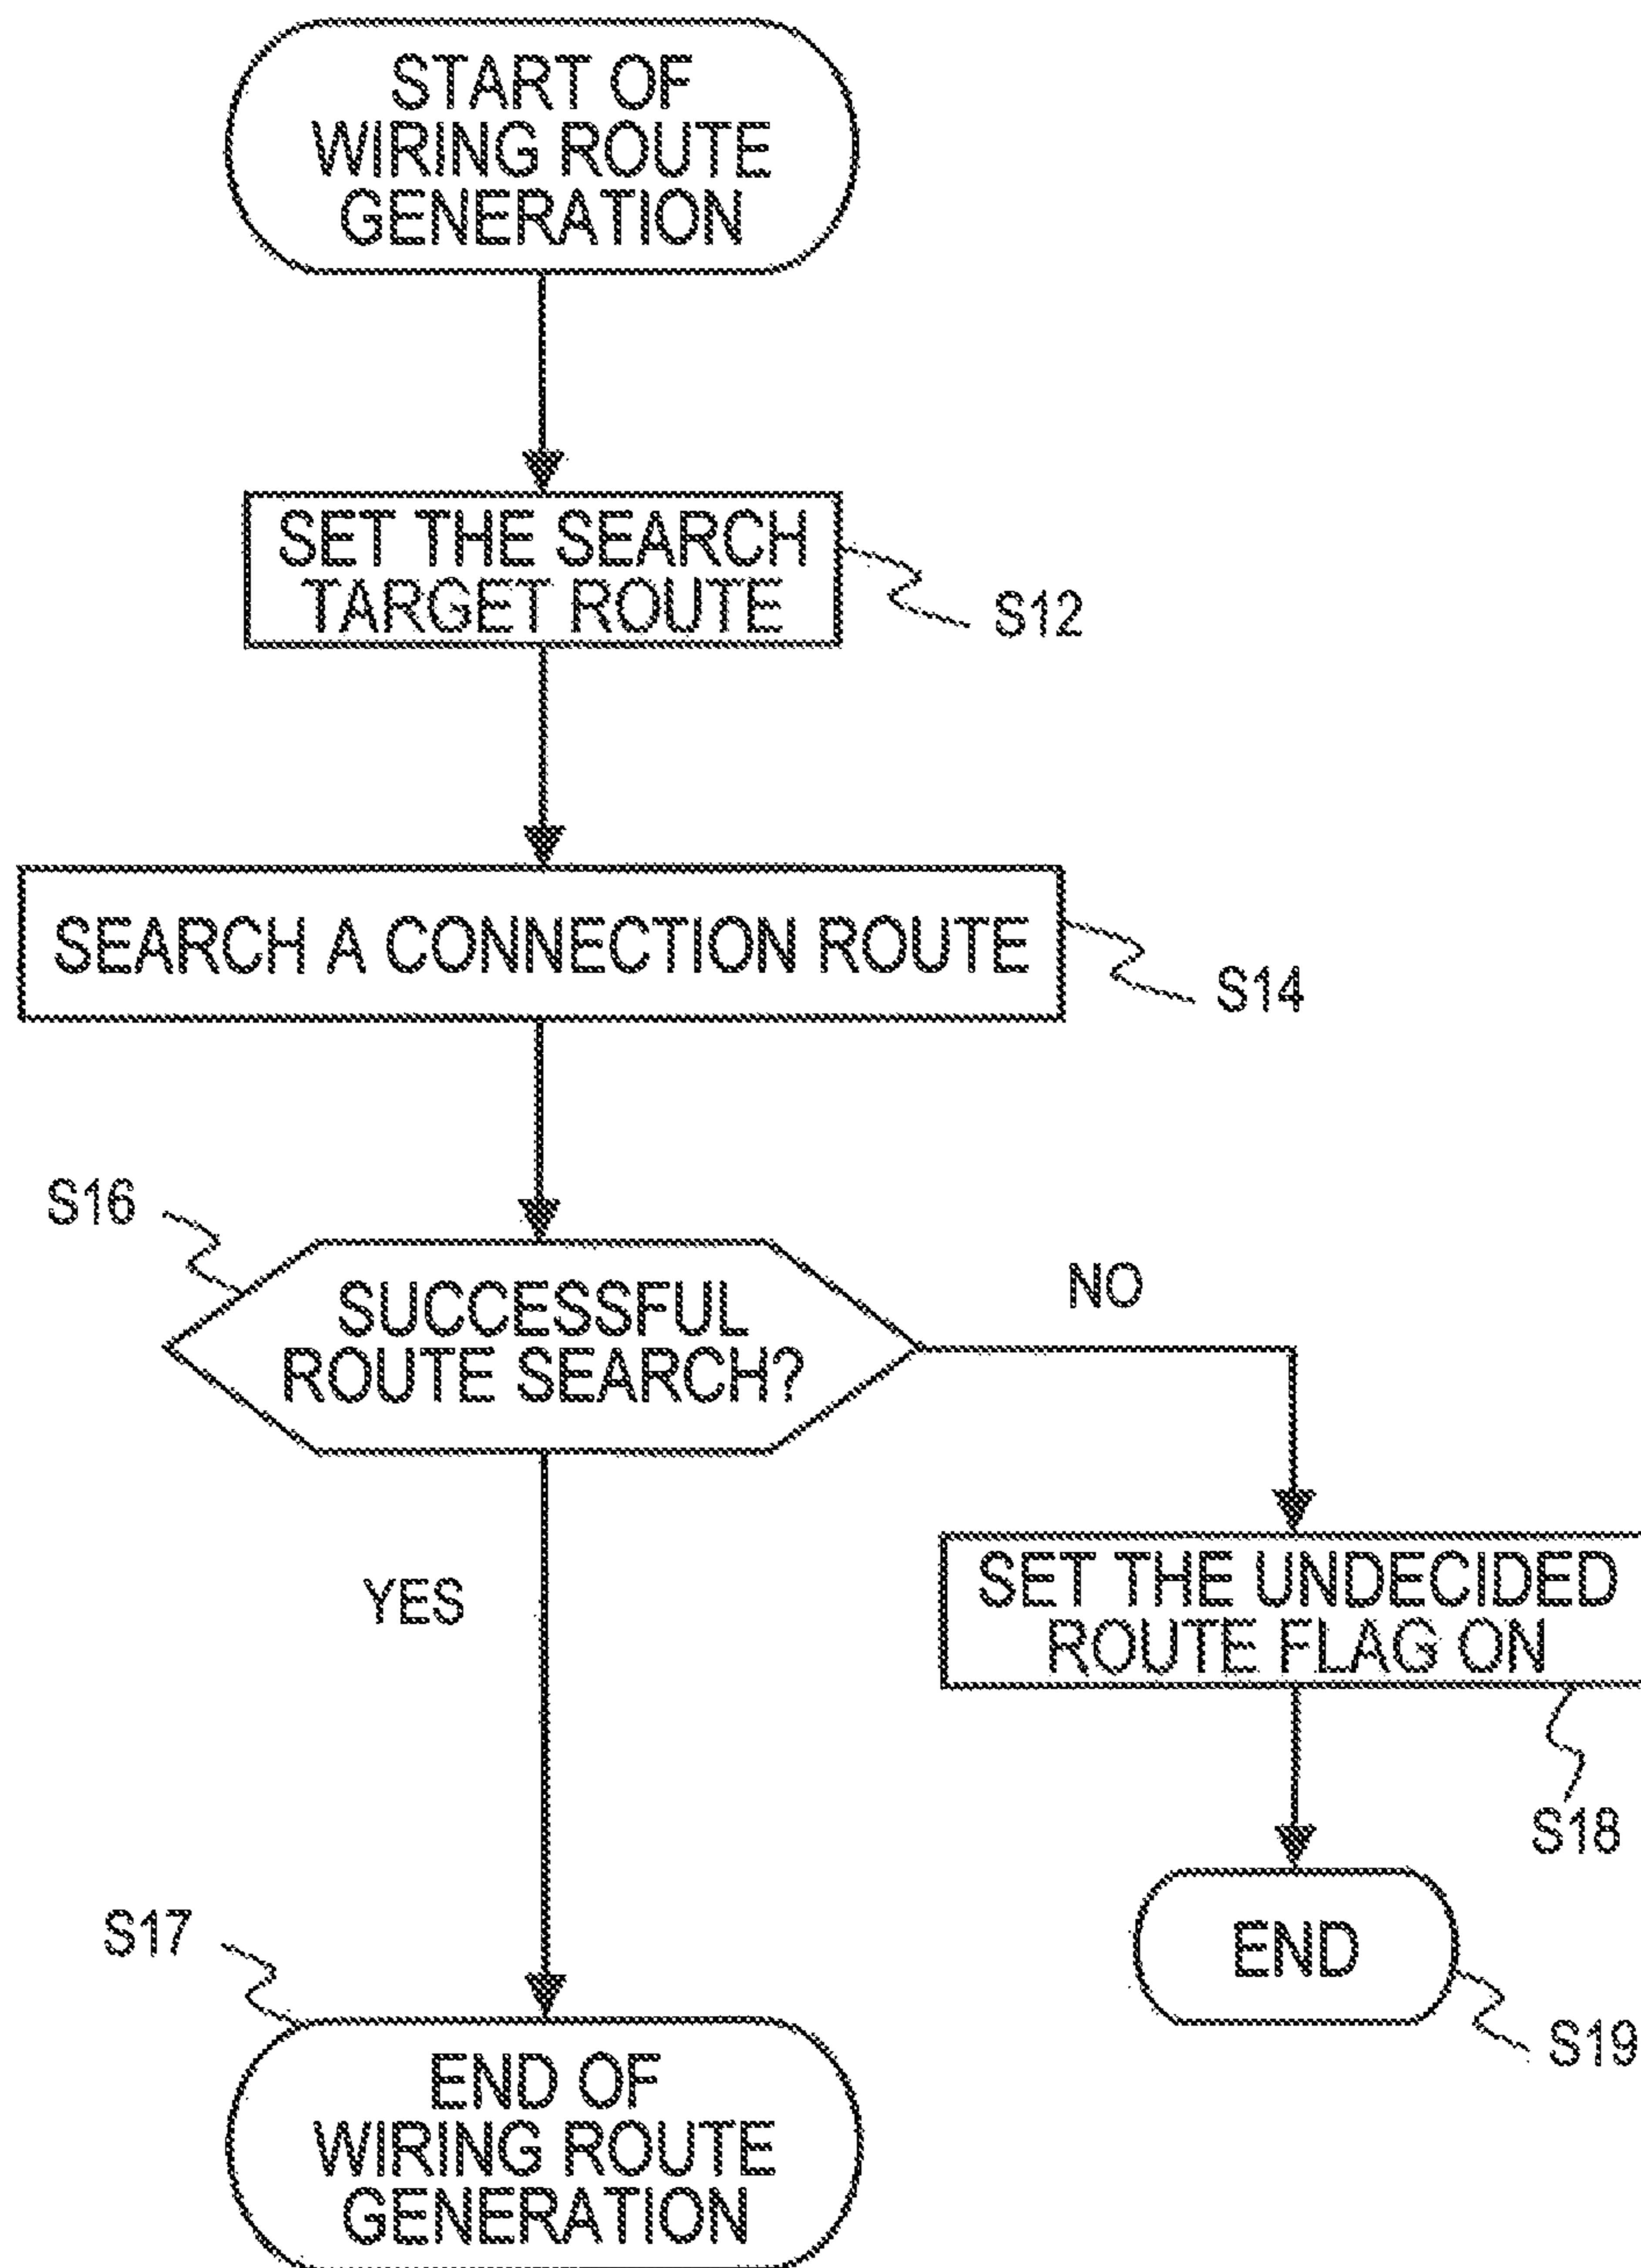 START OF
WIRING ROUTE
GENERATION
SET THE SEARCH
TARGET ROUTE
S12
SEARCH A CONNECTION ROUTE
S14
S16
SUCCESSFUL
ROUTE SEARCH?
NO
YES
SET THE UNDECIDED
ROUTE FLAG ON
S18
END
S19
S17
END OF
WIRING ROUTE
GENERATION